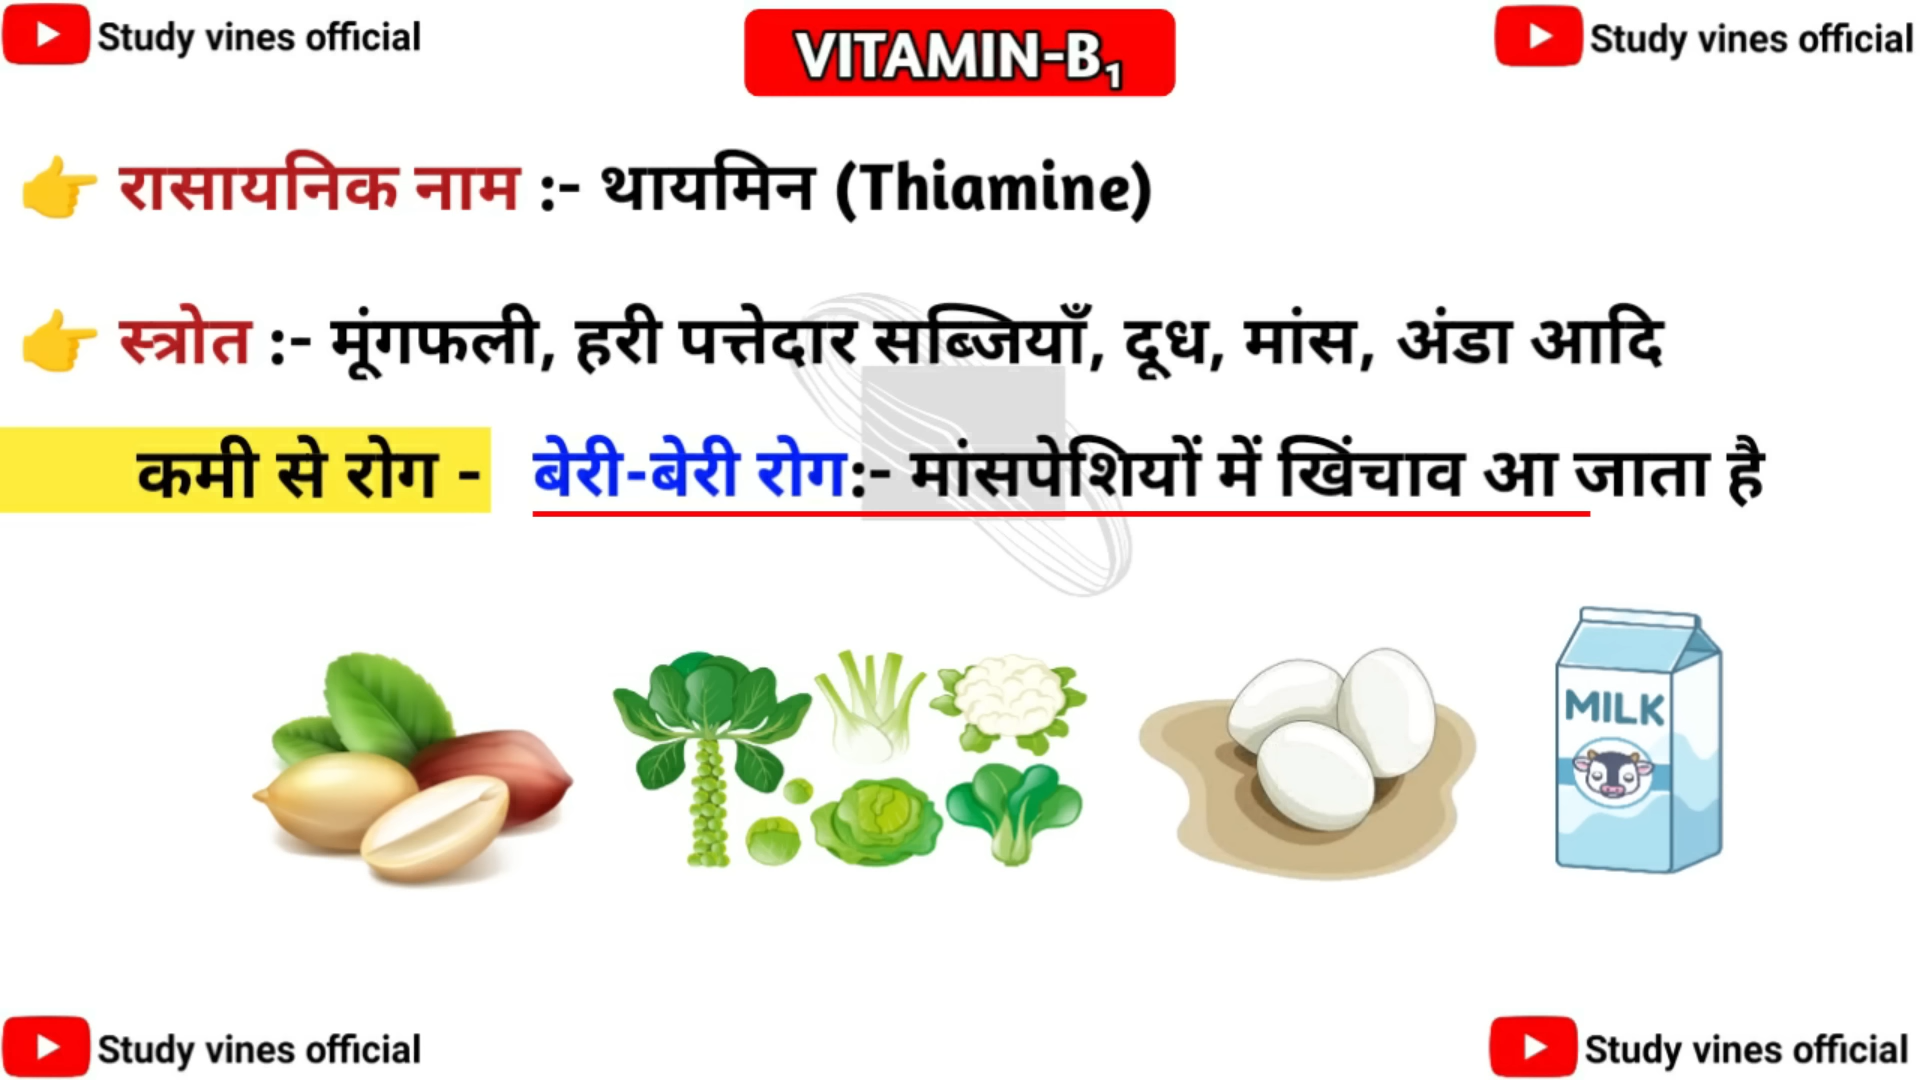 Study vines official
VITAMIN-B₁
Study vines official
👉 रासायनिक नाम :- थायमिन (Thiamine)
👉 स्त्रोत :- मूंगफली, हरी पत्तेदार सब्जियाँ, दूध, मांस, अंडा आदि
कमी से रोग - बेरी-बेरी रोग:- मांसपेशियों में खिंचाव आ जाता है
MILK
Study vines official
Study vines official